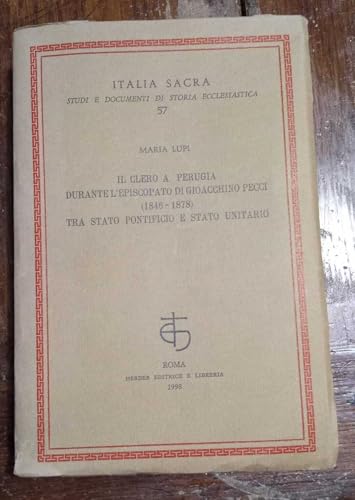 ITALIA SACRA
STUDI E DOCUMENTI DI STORIA ECCLESIASTICA
57
MARIA LUPI
IL CLERO A PERUGIA
DURANTE L'EPISCOPATO DI GIOACCHINO PECCI
(1846-1878)
TRA STATO PONTIFICIO E STATO UNITARIO
ROMA
HERDER EDITRICE E LIBRERIA
1998